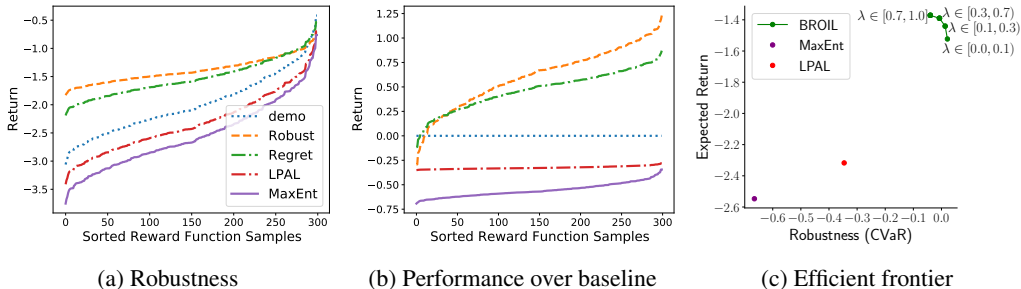 −0.5
−1.0
−1.5
−2.0
−2.5
−3.0
−3.5
Return
0 50 100 150 200 250 300
Sorted Reward Function Samples
demo
Robust
Regret
LPAL
MaxEnt
(a) Robustness
1.25
1.00
0.75
0.50
0.25
0.00
−0.25
−0.50
−0.75
Return
0 50 100 150 200 250 300
Sorted Reward Function Samples
(b) Performance over baseline
−1.4
−1.6
−1.8
−2.0
−2.2
−2.4
−2.6
Expected Return
BROIL
MaxEnt
LPAL
λ ∈ [0.7, 1.0]
λ ∈ [0.3, 0.7)
λ ∈ [0.1, 0.3)
λ ∈ [0.0, 0.1)
−0.6 −0.5 −0.4 −0.3 −0.2 −0.1 0.0
Robustness (CVaR)
(c) Efficient frontier